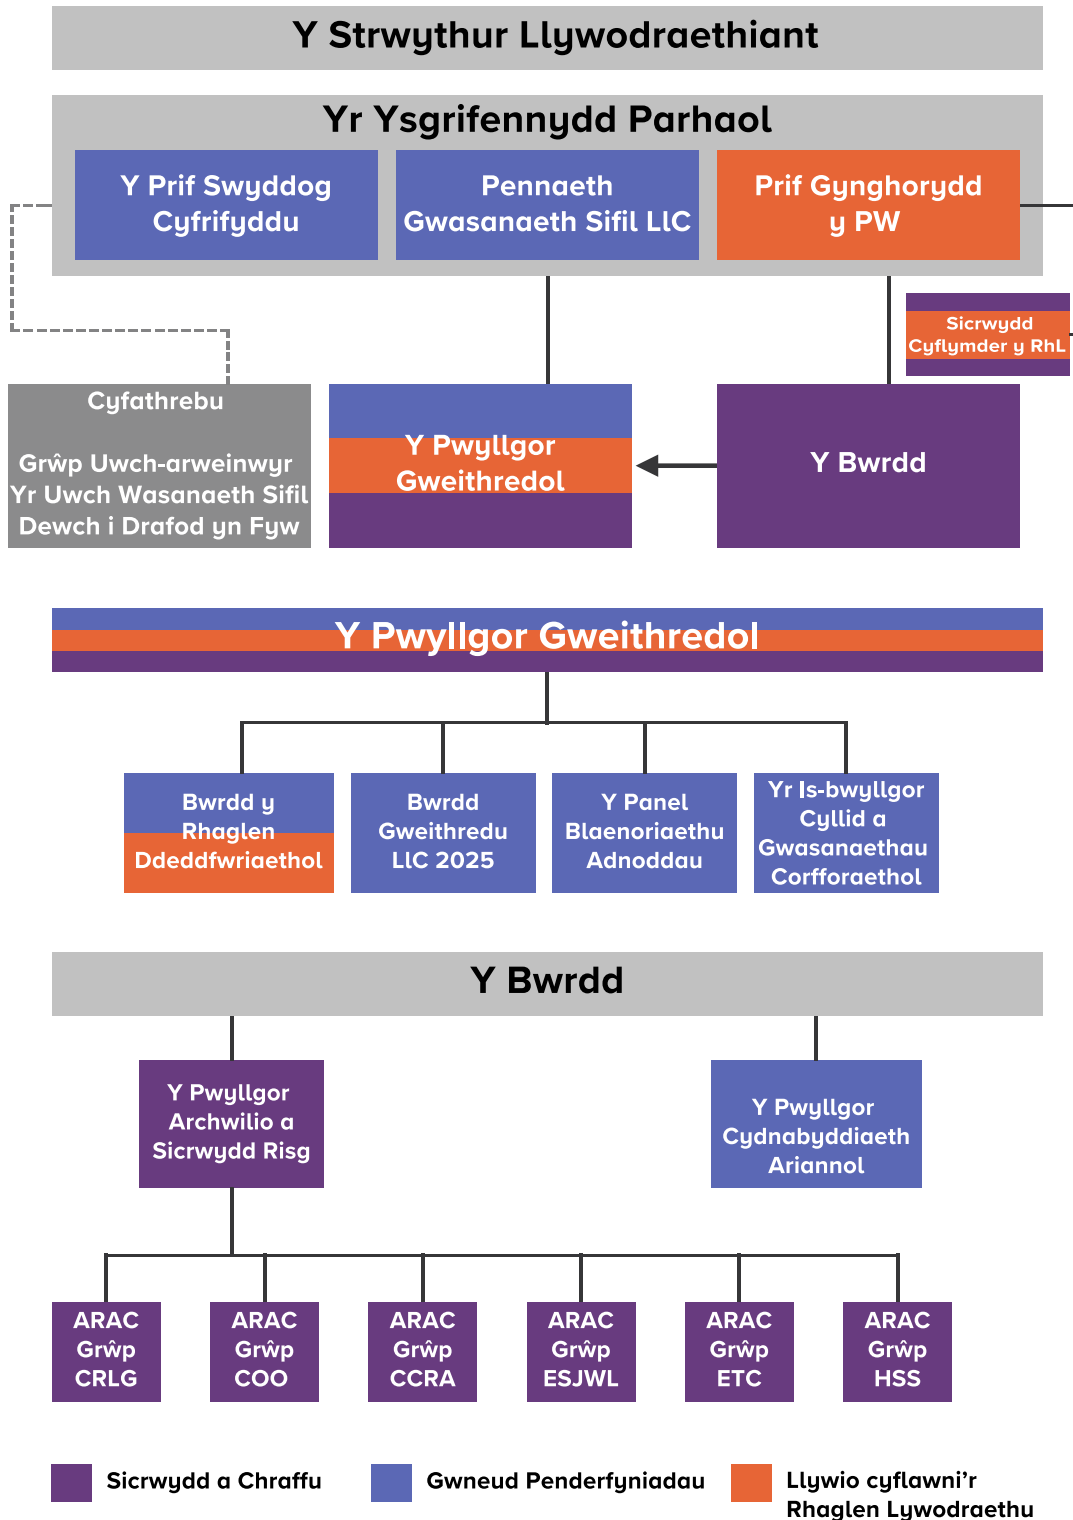 Y Strwythur Llywodraethiant
Yr Ysgrifennydd Parhaol
Y Prif Swyddog
Cyfrifyddu
Pennaeth
Gwasanaeth Sifil LlC
Prif Gynghorydd
y PW
Sicrwydd
Cyflymder y RhL
Cyfathrebu
Grŵp Uwch-arweinwyr
Yr Uwch Wasanaeth Sifil
Dewch i Drafod yn Fyw
Y Pwyllgor
Gweithredol
Y Bwrdd
Y Pwyllgor Gweithredol
Bwrdd y
Rhaglen
Ddeddfwriaethol
Bwrdd
Gweithredu
LlC 2025
Y Panel
Blaenoriaethu
Adnoddau
Yr Is-bwyllgor
Cyllid a
Gwasanaethau
Corfforaethol
Y Bwrdd
Y Pwyllgor
Archwilio a
Sicrwydd Risg
Y Pwyllgor
Cydnabyddiaeth
Ariannol
ARAC
Grŵp
CRLG
ARAC
Grŵp
COO
ARAC
Grŵp
CCRA
ARAC
Grŵp
ESJWL
ARAC
Grŵp
ETC
ARAC
Grŵp
HSS
Sicrwydd a Chraffu
Gwneud Penderfyniadau
Llywio cyflawni’r
Rhaglen Lywodraethu